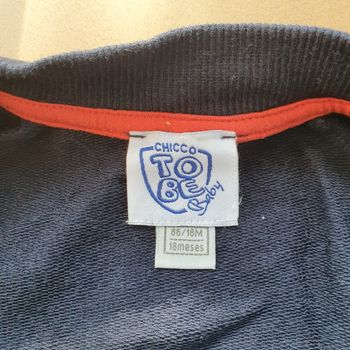 CHICCO
TO
BE
Baby
86/18M
18meses